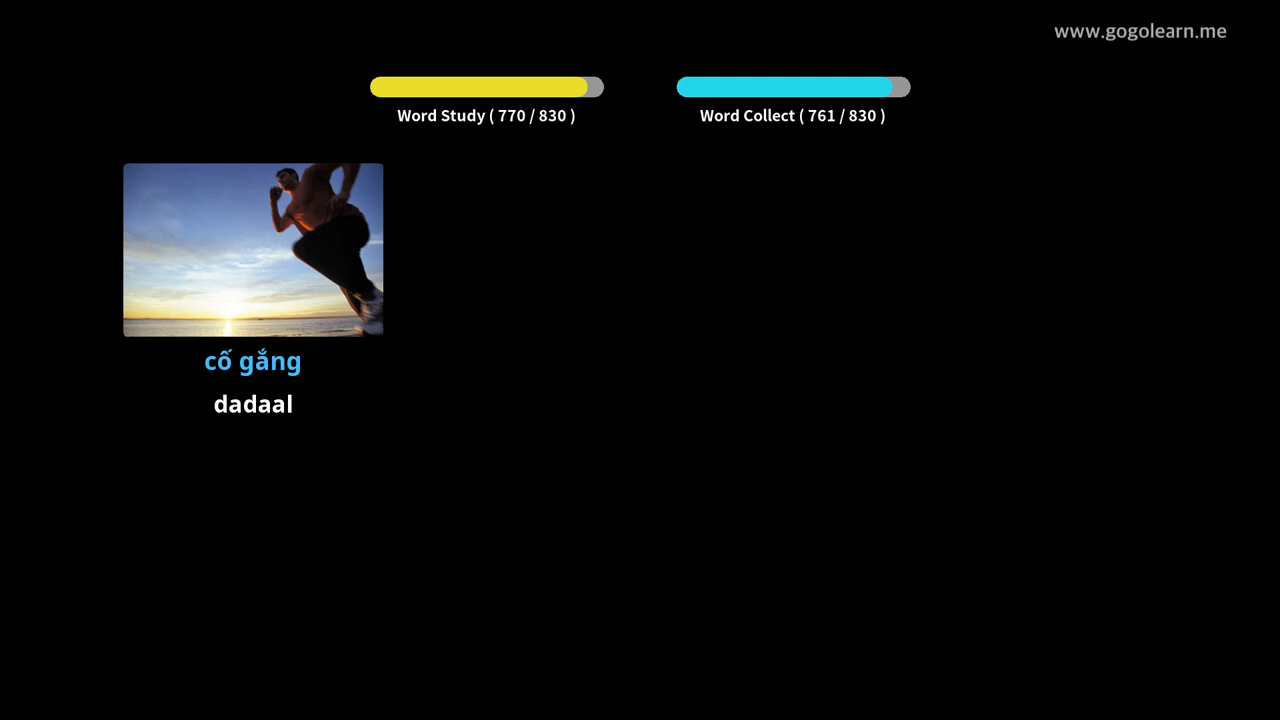 www.gogolearn.me
Word Study ( 770 / 830 )
Word Collect ( 761 / 830 )
cố gắng
dadaal